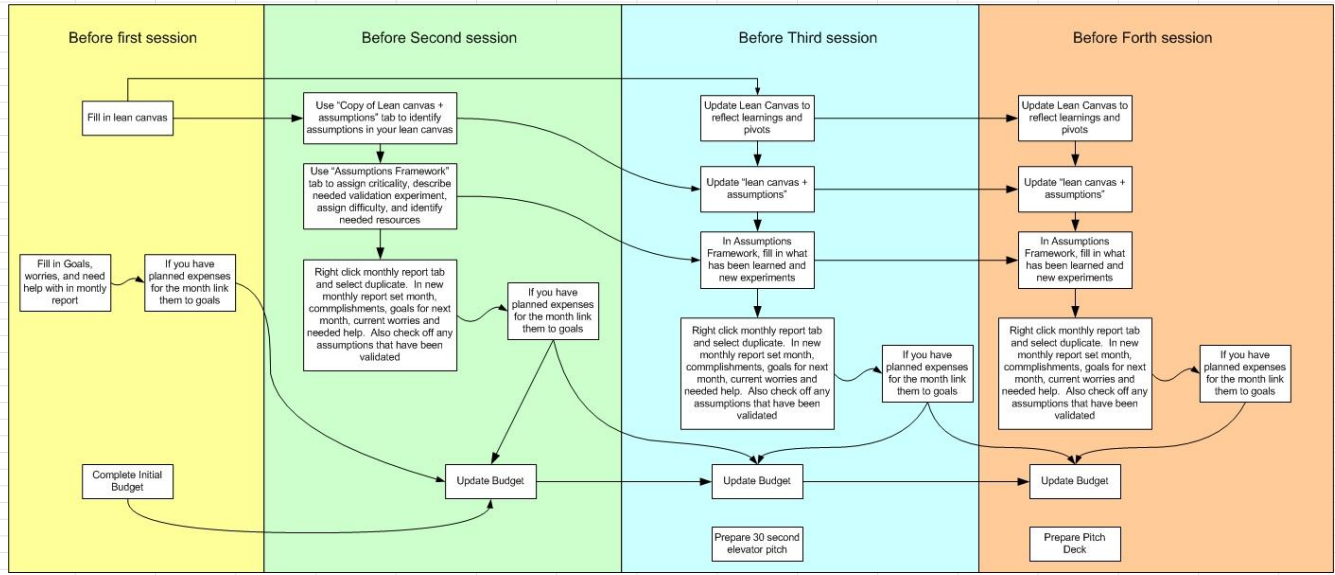 Before first session
Fill in lean canvas
Fill in Goals,
worries, and need
help with in montly
report
If you have
planned expenses
for the month link
them to goals
Complete Initial
Budget
Before Second session
Use “Copy of Lean canvas +
assumptions” tab to identify
assumptions in your lean canvas
Use “Assumptions Framework”
tab to assign criticality, describe
needed validation experiment,
assign difficulty, and identify
needed resources
Right click monthly report tab
and select duplicate. In new
monthly report set month,
commplishments, goals for next
month, current worries and
needed help. Also check off any
assumptions that have been
validated
If you have
planned expenses
for the month link
them to goals
Update Budget
Before Third session
Update Lean Canvas to
reflect learnings and
pivots
Update “lean canvas +
assumptions”
In Assumptions
Framework, fill in what
has been learned and
new experiments
Right click monthly report tab
and select duplicate. In new
monthly report set month,
commplishments, goals for next
month, current worries and
needed help. Also check off any
assumptions that have been
validated
If you have
planned expenses
for the month link
them to goals
Update Budget
Prepare 30 second
elevator pitch
Before Forth session
Update Lean Canvas to
reflect learnings and
pivots
Update “lean canvas +
assumptions”
In Assumptions
Framework, fill in what
has been learned and
new experiments
Right click monthly report tab
and select duplicate. In new
monthly report set month,
commplishments, goals for next
month, current worries and
needed help. Also check off any
assumptions that have been
validated
If you have
planned expenses
for the month link
them to goals
Update Budget
Prepare Pitch
Deck